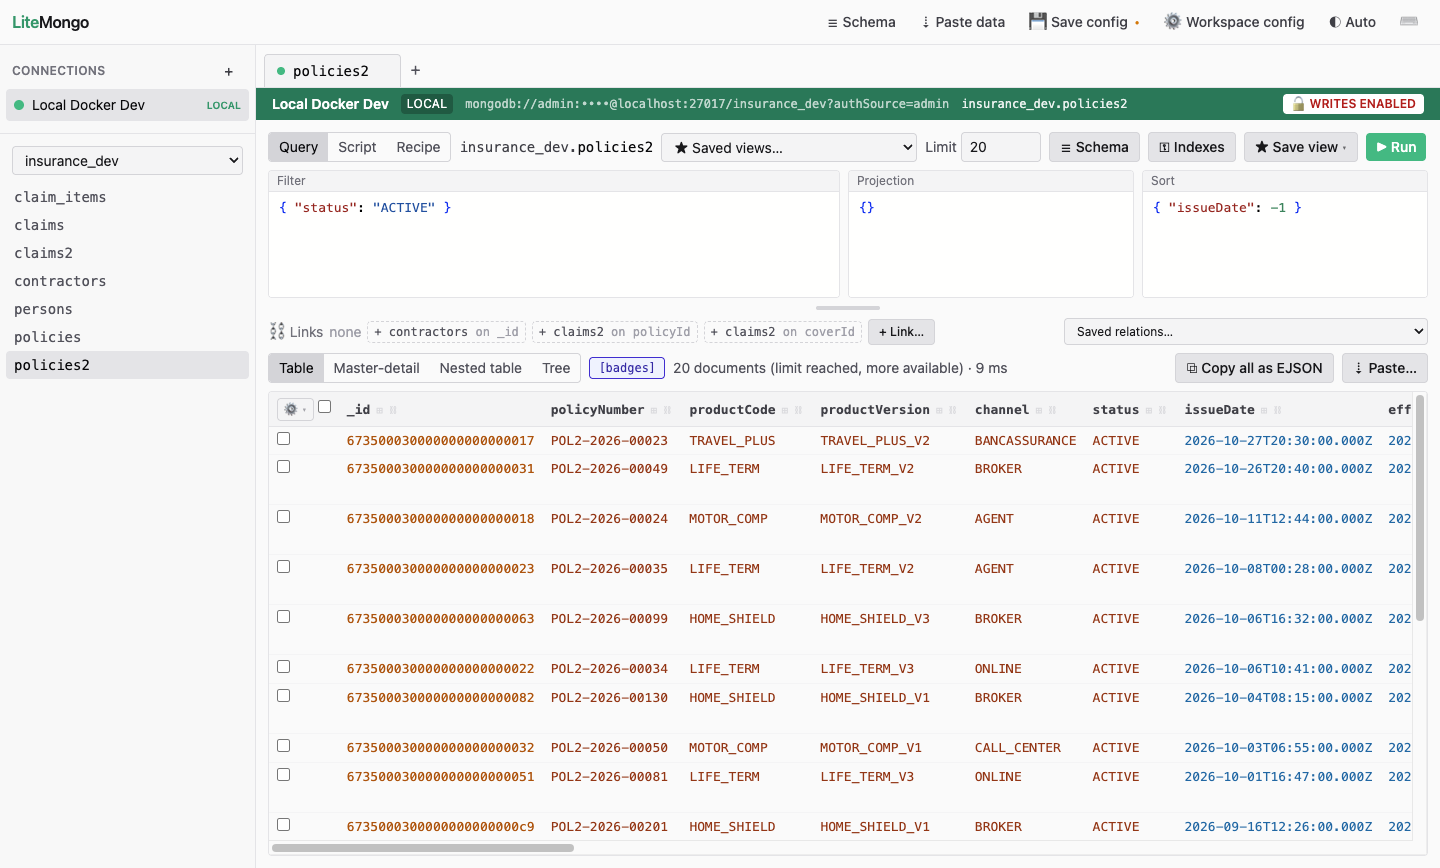 LiteMongo
≡ Schema ⭳ Paste data 💾 Save config • ⚙ Workspace config ◐ Auto ⌨
CONNECTIONS +
Local Docker Dev LOCAL
insurance_dev
claim_items
claims
claims2
contractors
persons
policies
policies2
policies2 +
Local Docker Dev LOCAL mongodb://admin:••••@localhost:27017/insurance_dev?authSource=admin insurance_dev.policies2 🔓 WRITES ENABLED
Query Script Recipe insurance_dev.policies2 ★ Saved views... Limit 20 ≡ Schema Indexes ★ Save view ▶ Run
Filter Projection Sort
{ "status": "ACTIVE" } {} { "issueDate": -1 }
Links none + contractors on _id + claims2 on policyId + claims2 on coverId + Link... Saved relations...
Table Master-detail Nested table Tree [badges] 20 documents (limit reached, more available) · 9 ms Copy all as EJSON ⭳ Paste...
_id policyNumber productCode productVersion channel status issueDate eff
673500030000000000000017 POL2-2026-00023 TRAVEL_PLUS TRAVEL_PLUS_V2 BANCASSURANCE ACTIVE 2026-10-27T20:30:00.000Z 202
673500030000000000000031 POL2-2026-00049 LIFE_TERM LIFE_TERM_V2 BROKER ACTIVE 2026-10-26T20:40:00.000Z 202
673500030000000000000018 POL2-2026-00024 MOTOR_COMP MOTOR_COMP_V2 AGENT ACTIVE 2026-10-11T12:44:00.000Z 202
673500030000000000000023 POL2-2026-00035 LIFE_TERM LIFE_TERM_V2 AGENT ACTIVE 2026-10-08T00:28:00.000Z 202
673500030000000000000063 POL2-2026-00099 HOME_SHIELD HOME_SHIELD_V3 BROKER ACTIVE 2026-10-06T16:32:00.000Z 202
673500030000000000000022 POL2-2026-00034 LIFE_TERM LIFE_TERM_V3 ONLINE ACTIVE 2026-10-06T10:41:00.000Z 202
673500030000000000000082 POL2-2026-00130 HOME_SHIELD HOME_SHIELD_V1 BROKER ACTIVE 2026-10-04T08:15:00.000Z 202
673500030000000000000032 POL2-2026-00050 MOTOR_COMP MOTOR_COMP_V1 CALL_CENTER ACTIVE 2026-10-03T06:55:00.000Z 202
673500030000000000000051 POL2-2026-00081 LIFE_TERM LIFE_TERM_V3 ONLINE ACTIVE 2026-10-01T16:47:00.000Z 202
6735000300000000000000c9 POL2-2026-00201 HOME_SHIELD HOME_SHIELD_V1 BROKER ACTIVE 2026-09-16T12:26:00.000Z 202